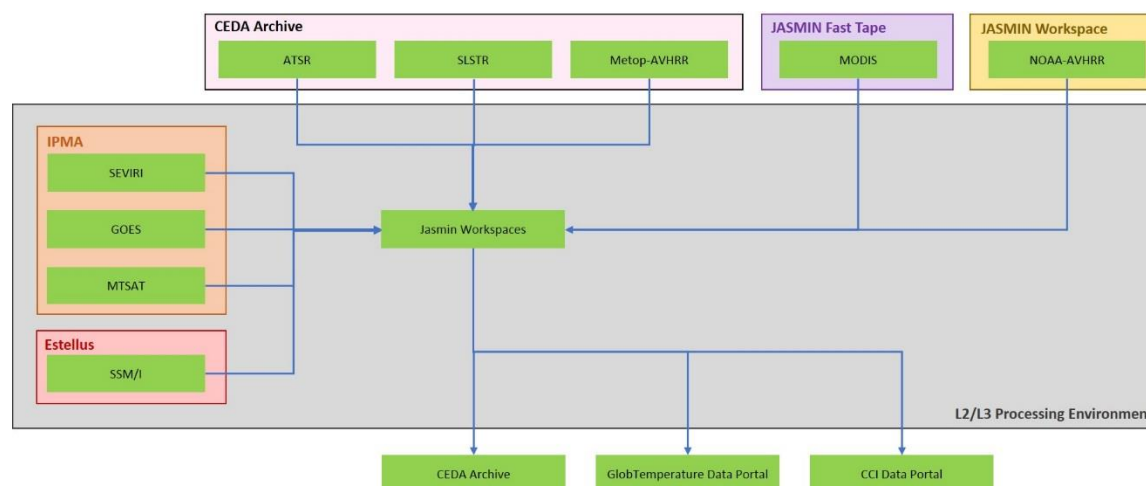 CEDA Archive
ATSR
SLSTR
Metop-AVHRR
JASMIN Fast Tape
MODIS
JASMIN Workspace
NOAA-AVHRR
IPMA
SEVIRI
GOES
MTSAT
Estellus
SSM/I
Jasmin Workspaces
L2/L3 Processing Environmen
CEDA Archive
GlobTemperature Data Portal
CCI Data Portal